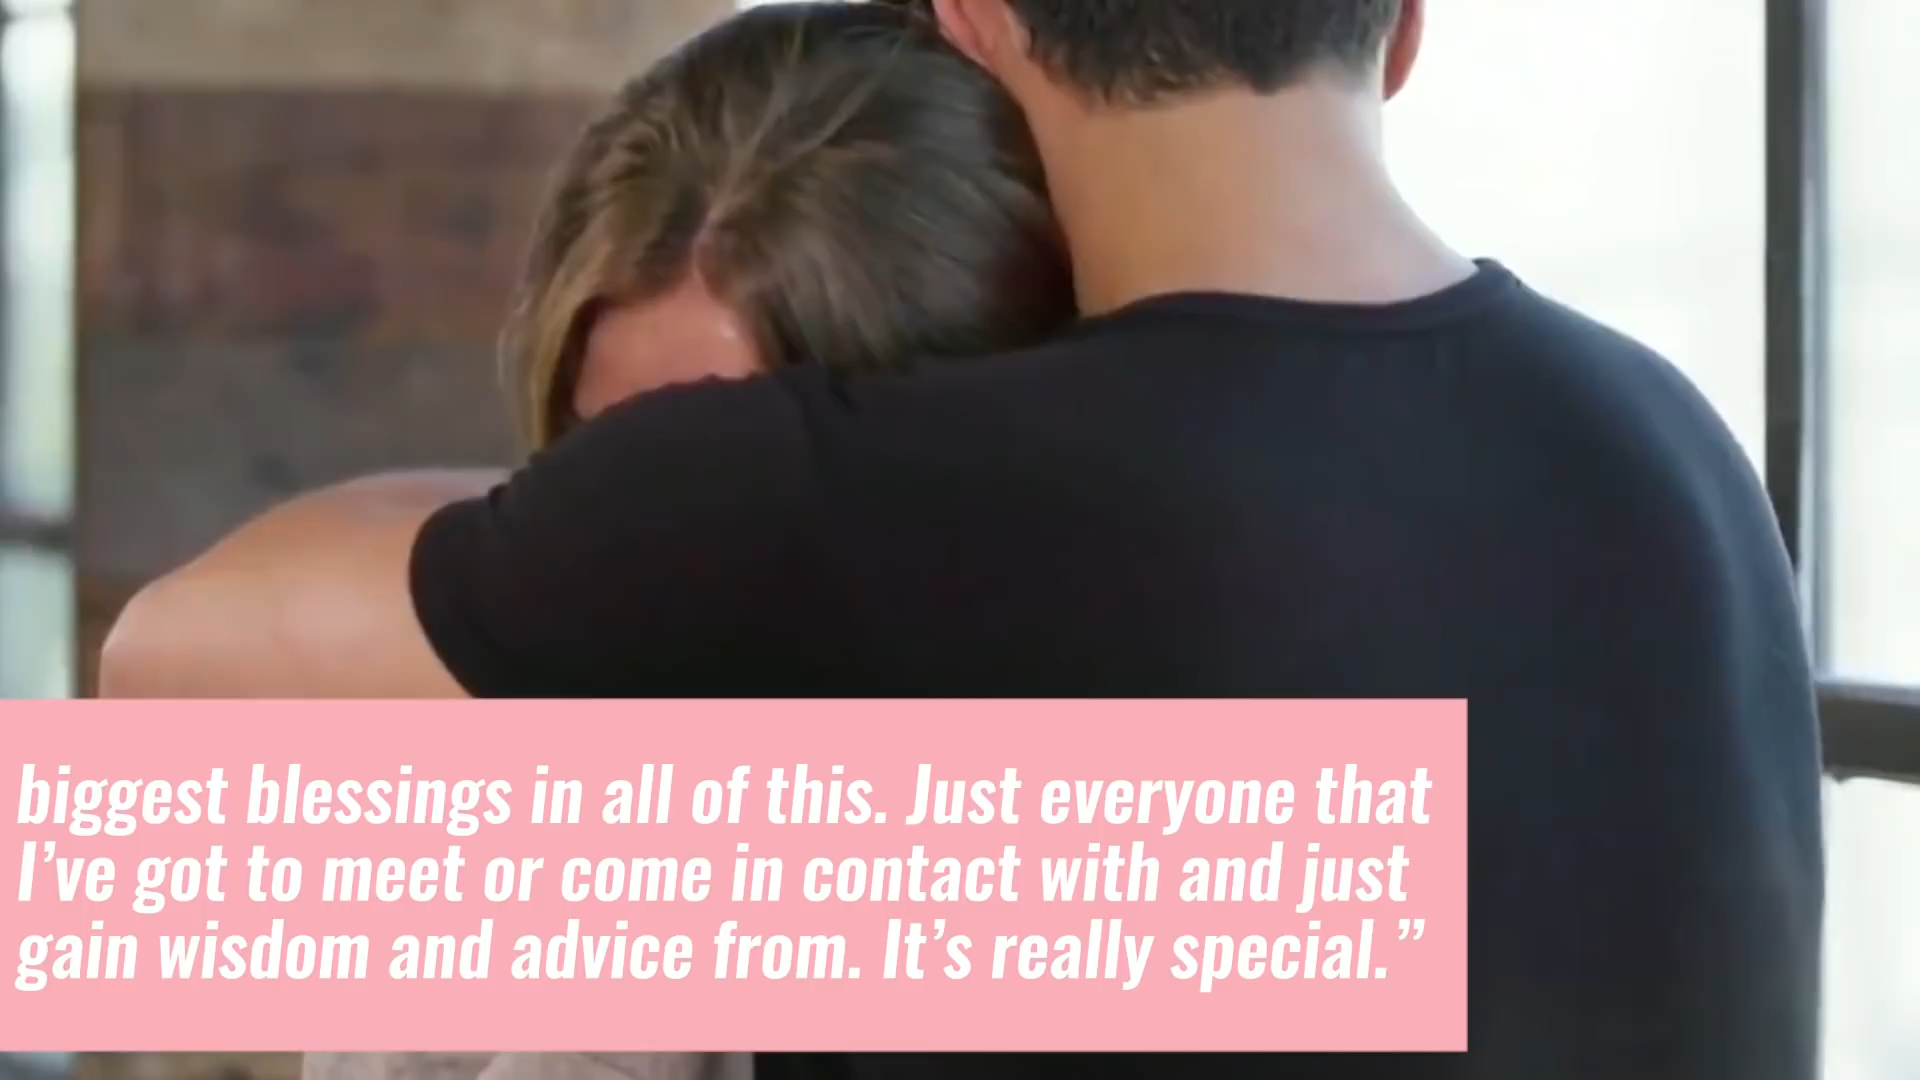 biggest blessings in all of this. Just everyone that
I’ve got to meet or come in contact with and just
gain wisdom and advice from. It’s really special.”